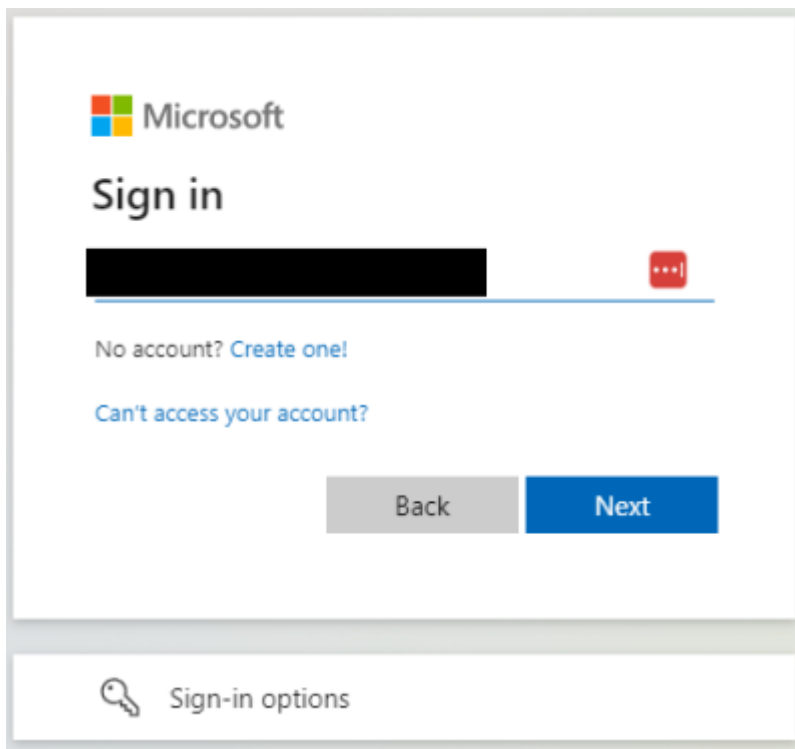 Microsoft
Sign in
No account? Create one!
Can't access your account?
Back Next
Sign-in options